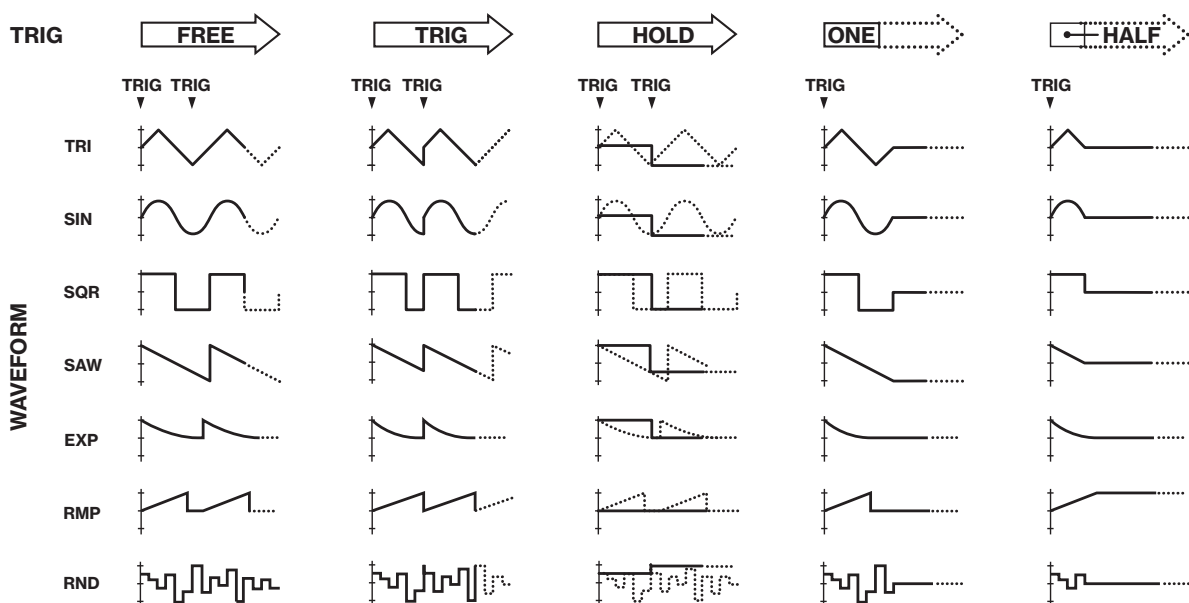 TRIG FREE TRIG HOLD ONE HALF
TRIG TRIG TRIG TRIG TRIG TRIG TRIG TRIG
WAVEFORM
TRI
SIN
SQR
SAW
EXP
RMP
RND